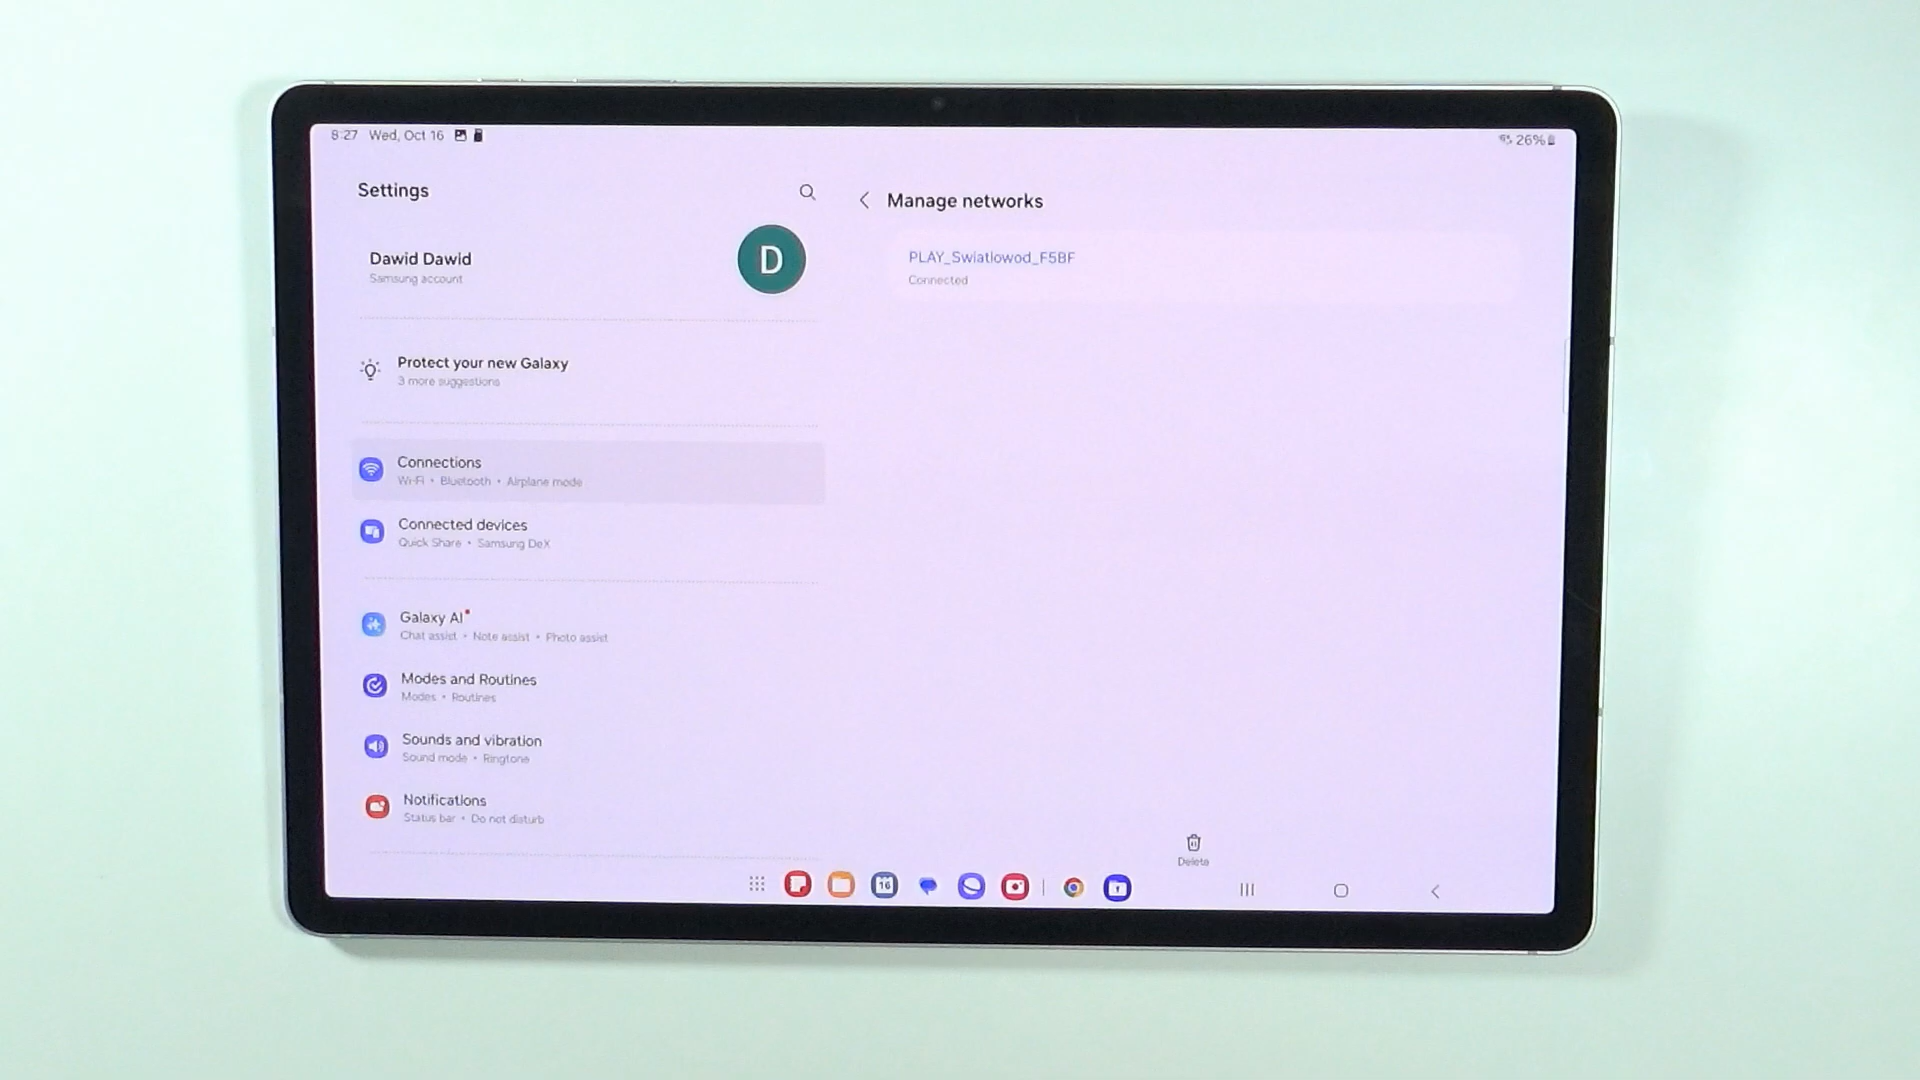 8:27 Wed, Oct 16
26%
Settings
Dawid Dawid
Samsung account
D
Protect your new Galaxy
3 more suggestions
Connections
Wi-Fi • Bluetooth • Airplane mode
Connected devices
Quick Share • Samsung DeX
Galaxy AI
Chat assist • Note assist • Photo assist
Modes and Routines
Modes • Routines
Sounds and vibration
Sound mode • Ringtone
Notifications
Status bar • Do not disturb
Manage networks
PLAY_Swiatlowod_F5BF
Connected
Delete
16